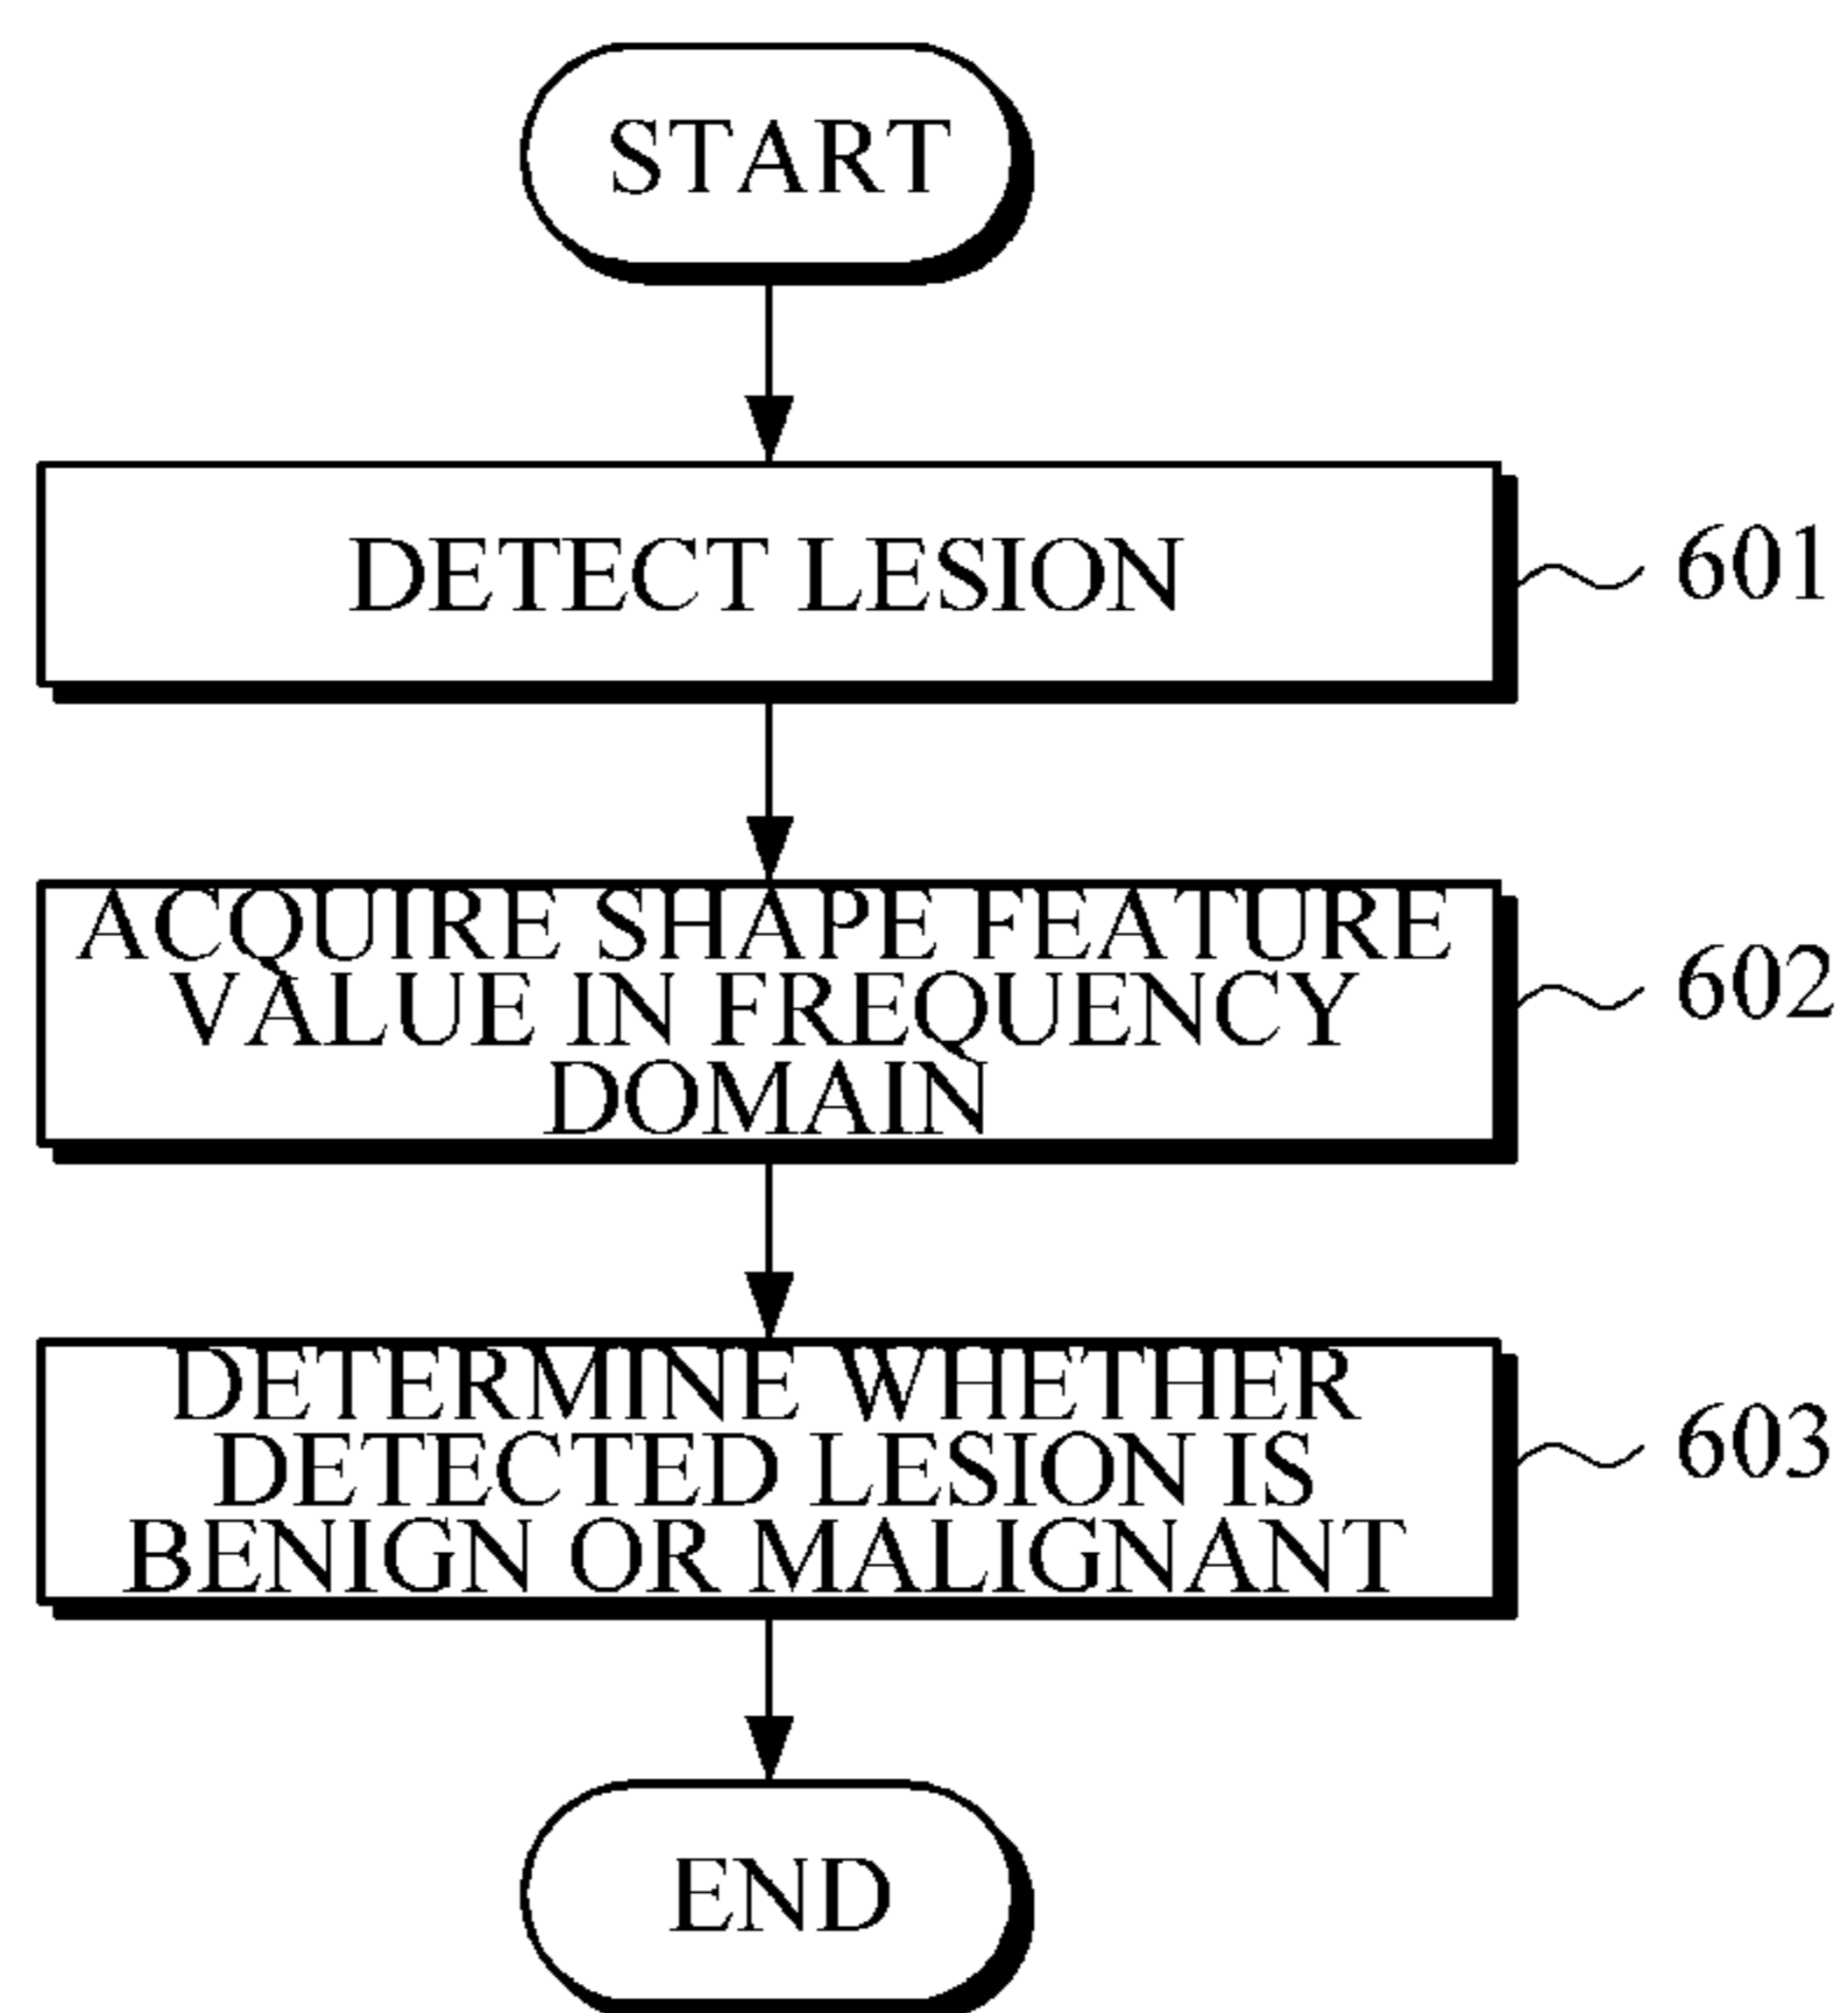 START
DETECT LESION
601
ACQUIRE SHAPE FEATURE
VALUE IN FREQUENCY
DOMAIN
602
DETERMINE WHETHER
DETECTED LESION IS
BENIGN OR MALIGNANT
603
END